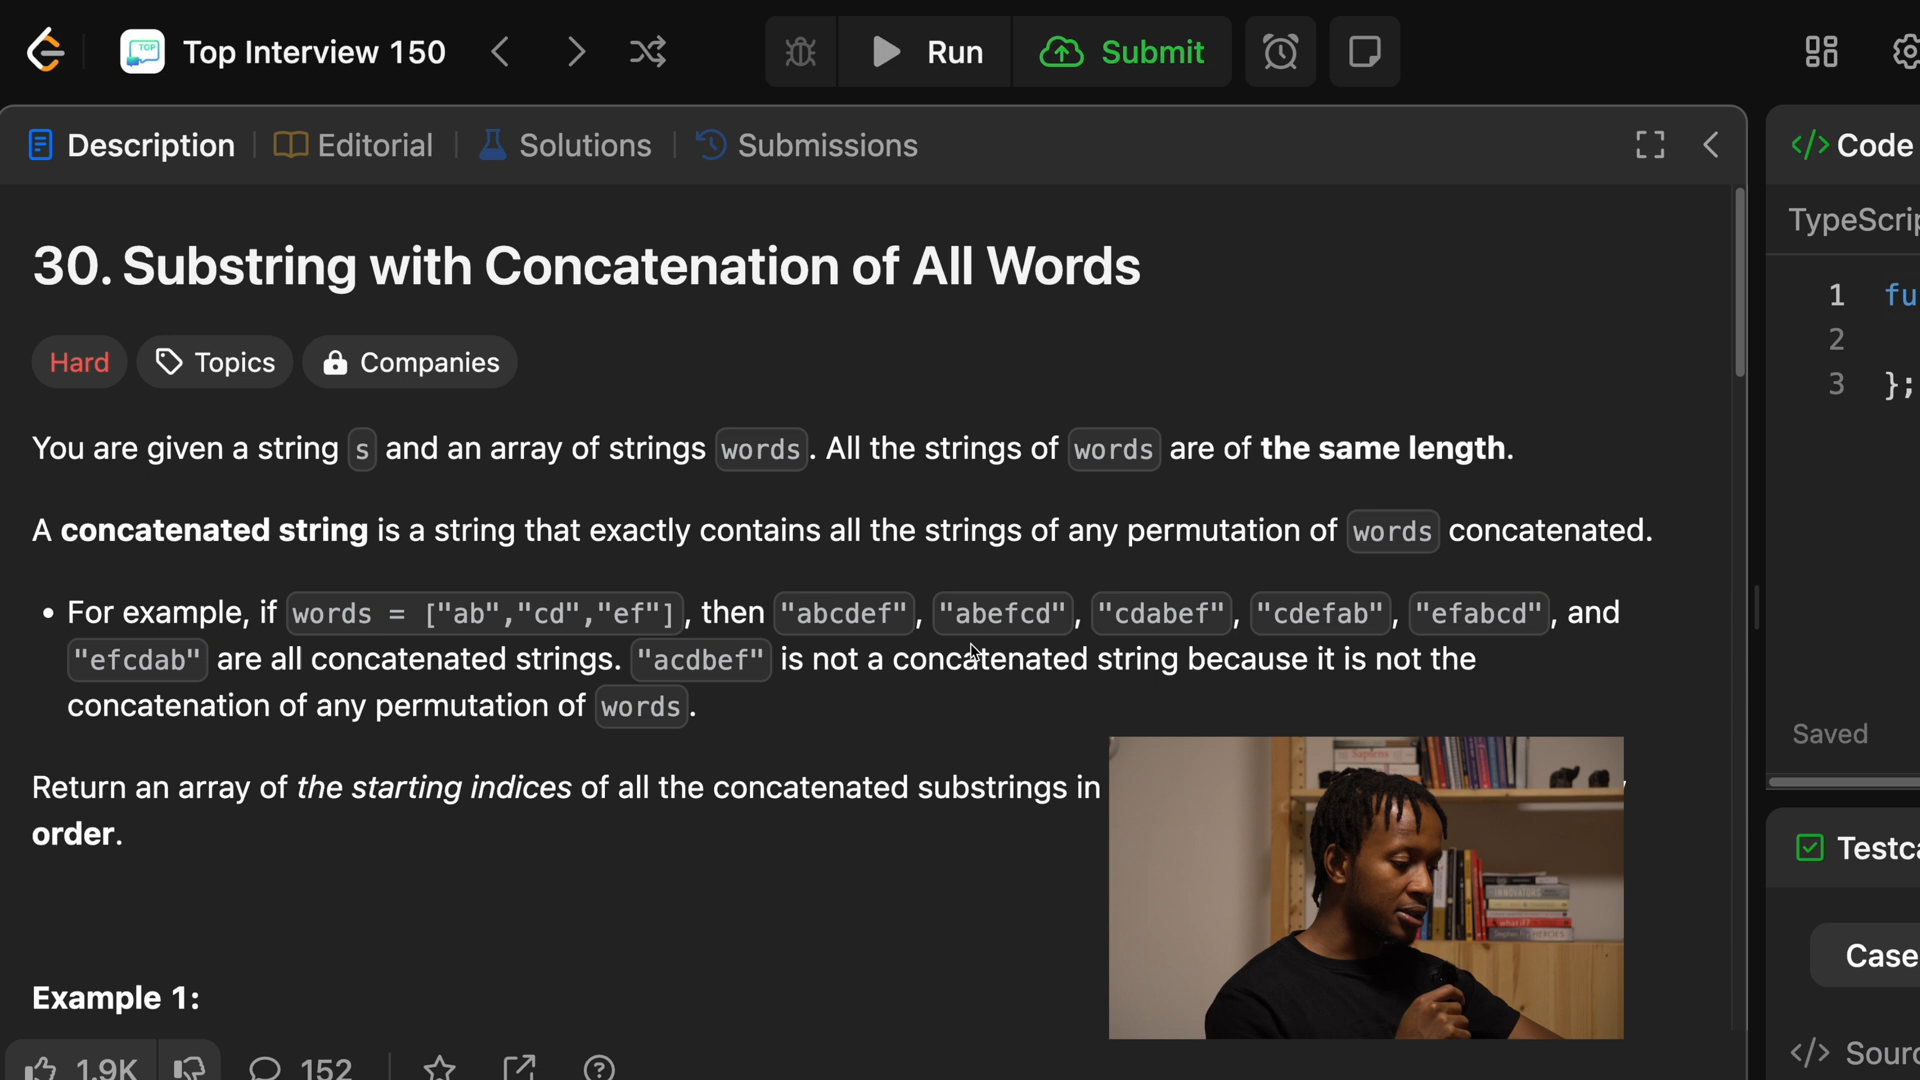 Top Interview 150
Run
Submit
Description
Editorial
Solutions
Submissions
Code
TypeScrip
30. Substring with Concatenation of All Words
Hard
Topics
Companies
1 fu
2
3 };
You are given a string s and an array of strings words. All the strings of words are of the same length.
A concatenated string is a string that exactly contains all the strings of any permutation of words concatenated.
• For example, if words = ["ab","cd","ef"], then "abcdef", "abefcd", "cdabef", "cdefab", "efabcd", and
"efcdab" are all concatenated strings. "acdbef" is not a concatenated string because it is not the
concatenation of any permutation of words.
Saved
Return an array of the starting indices of all the concatenated substrings in
order.
Sapiens
INNOVATORS
what if?
HEROES
Testca
Case
Example 1:
1.9K
152
Sourc